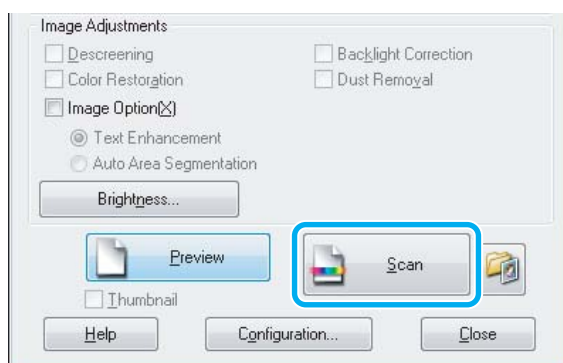 Image Adjustments
Descreening Backlight Correction
Color Restoration Dust Removal
Image Option(X)
Text Enhancement
Auto Area Segmentation
Brightness...
Preview Scan
Thumbnail
Help Configuration... Close